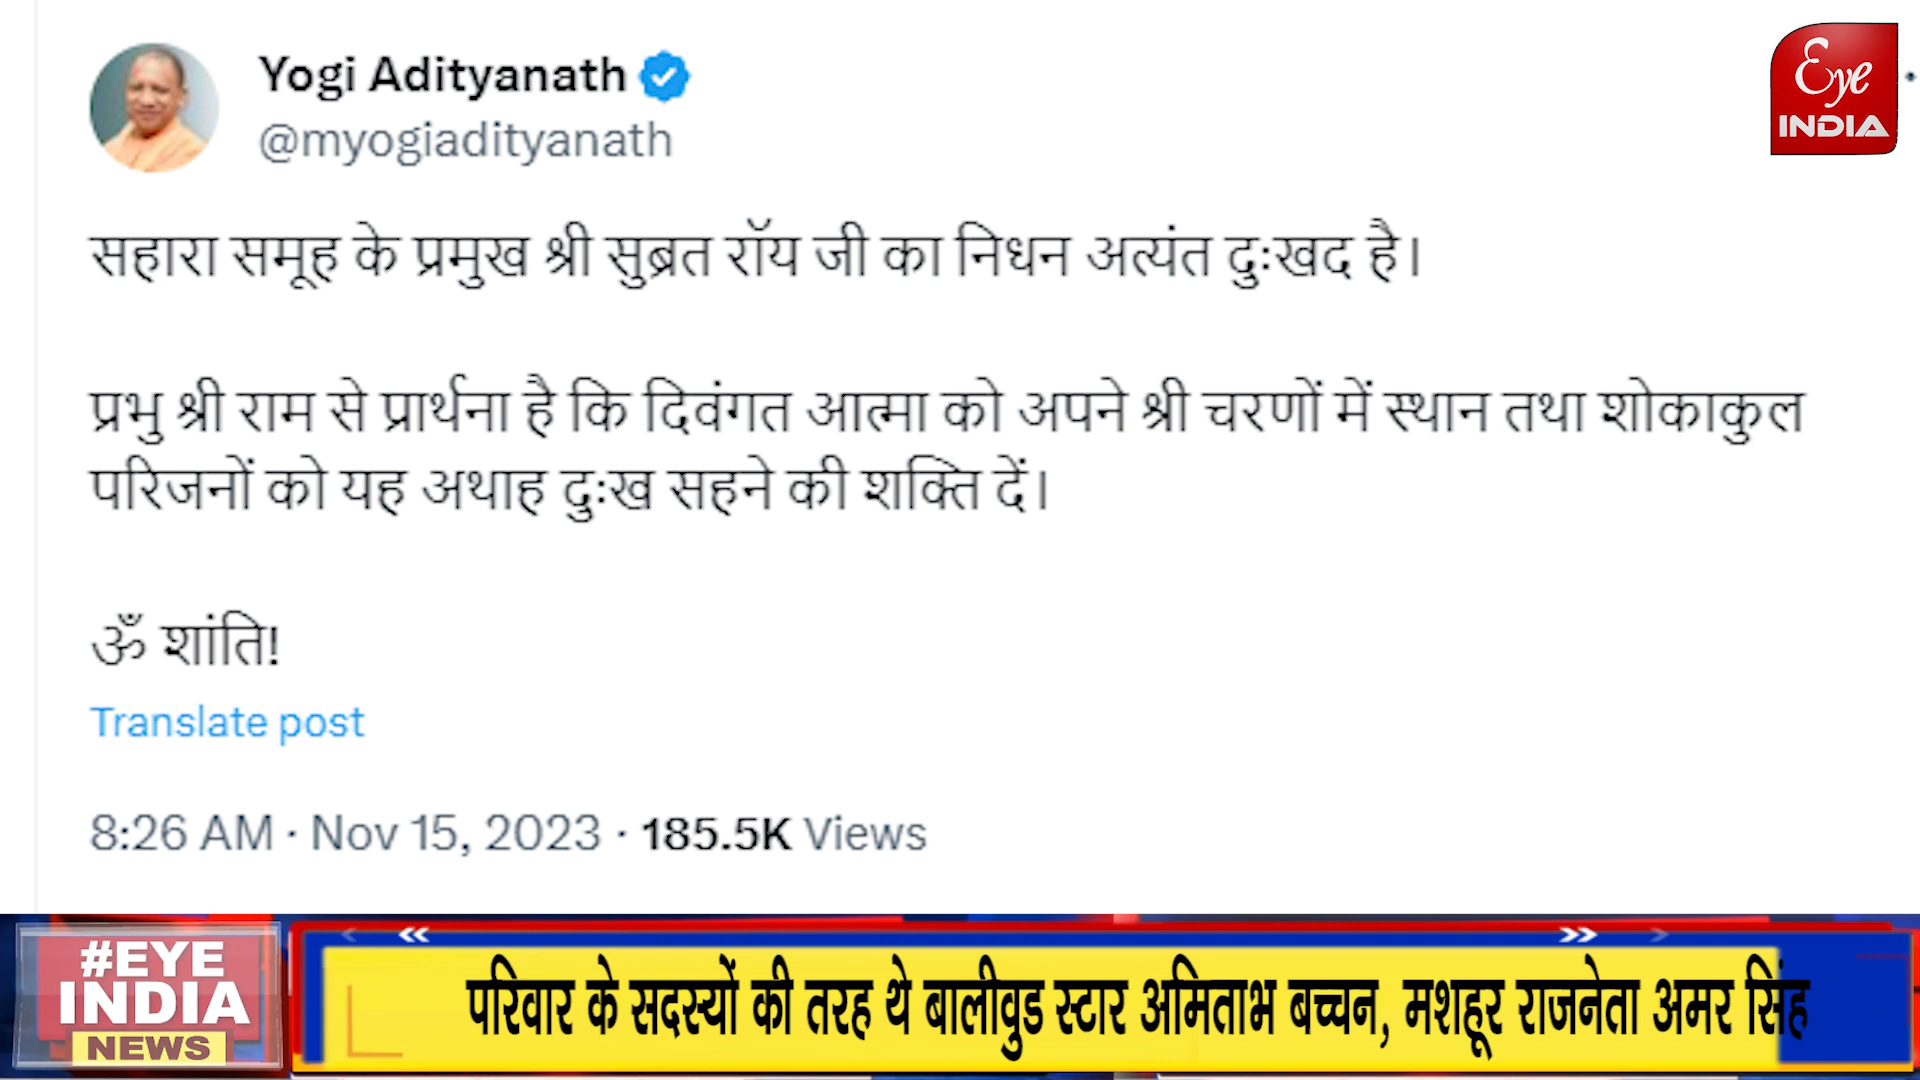 Yogi Adityanath
@myogiadityanath
Eye
INDIA
सहारा समूह के प्रमुख श्री सुब्रत रॉय जी का निधन अत्यंत दुःखद है।
प्रभु श्री राम से प्रार्थना है कि दिवंगत आत्मा को अपने श्री चरणों में स्थान तथा शोकाकुल
परिजनों को यह अथाह दुःख सहने की शक्ति दें।
ॐ शांति!
Translate post
8:26 AM · Nov 15, 2023 · 185.5K Views
#EYE
INDIA
NEWS
परिवार के सदस्यों की तरह थे बालीवुड स्टार अमिताभ बच्चन, मशहूर राजनेता अमर सिंह